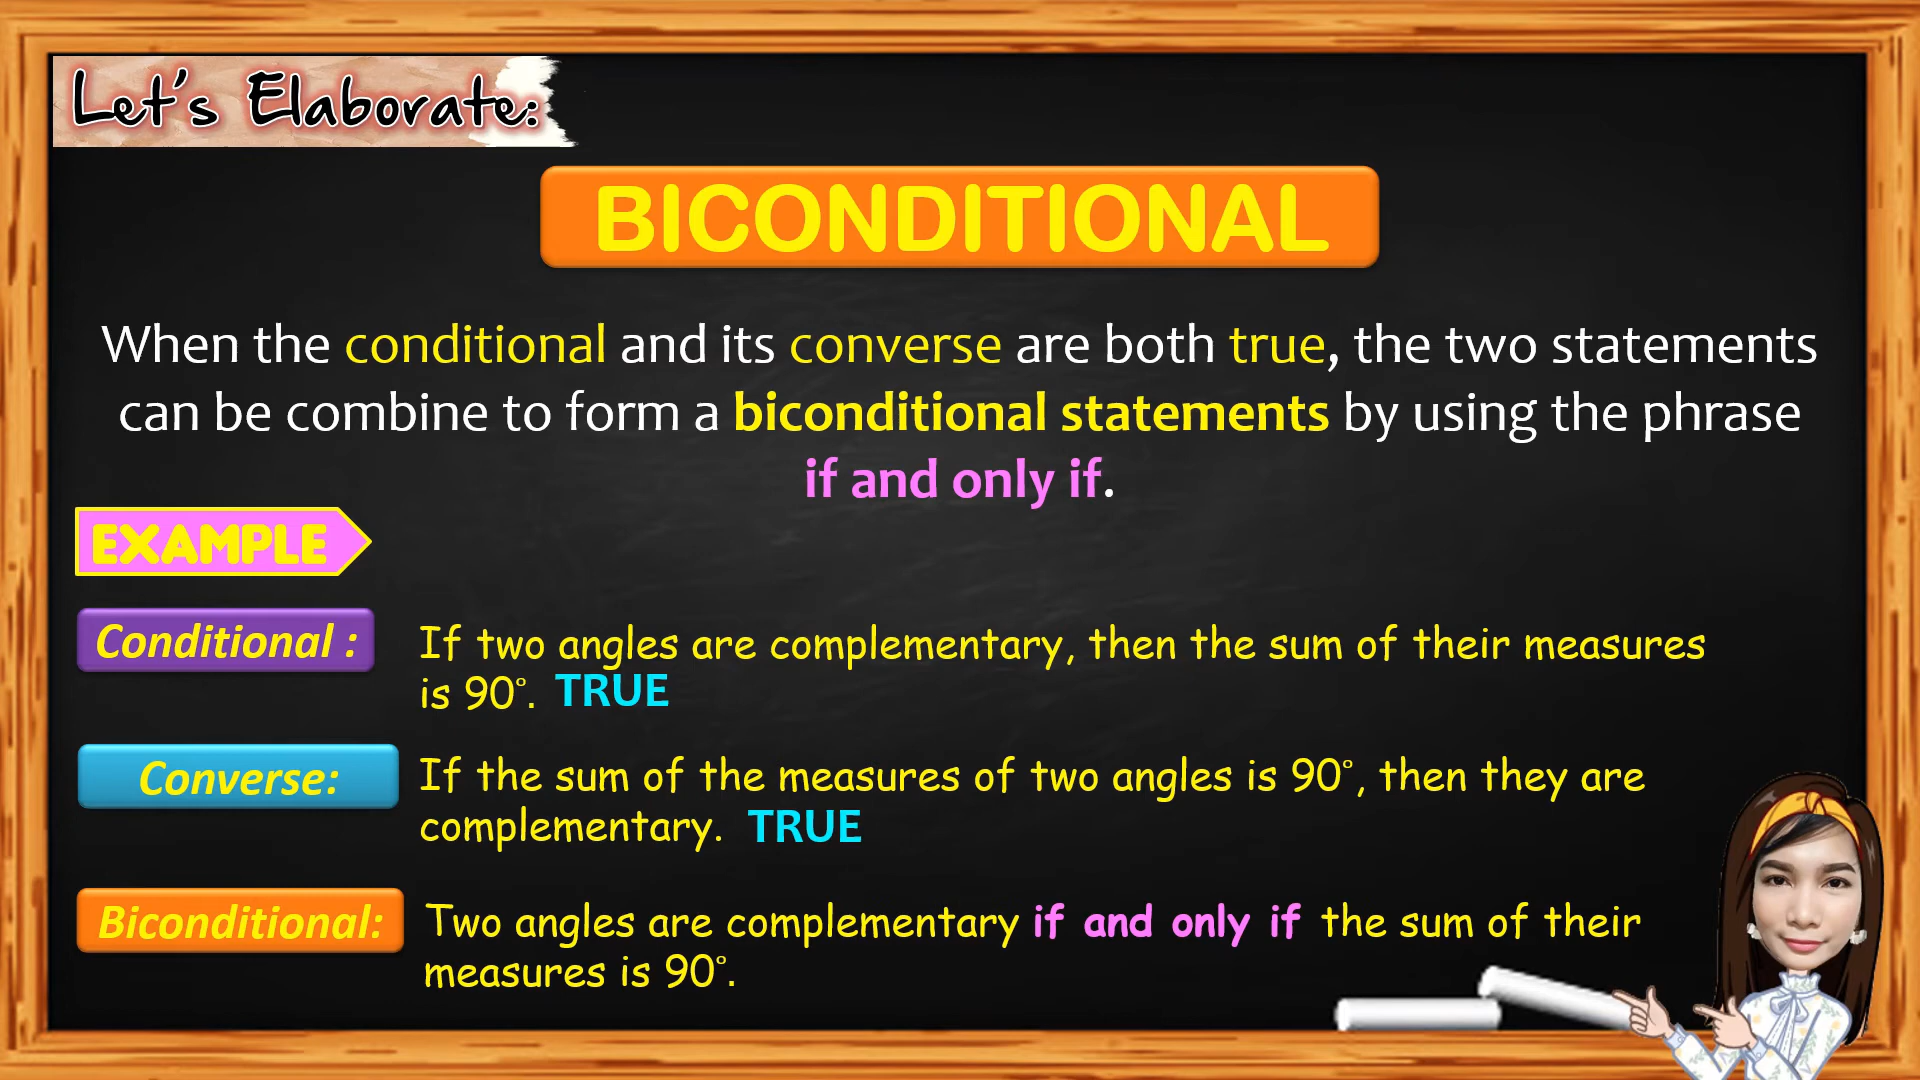 Let's Elaborate:
BICONDITIONAL
When the conditional and its converse are both true, the two statements
can be combine to form a biconditional statements by using the phrase
if and only if.
EXAMPLE
Conditional :
If two angles are complementary, then the sum of their measures
is 90°. TRUE
Converse:
If the sum of the measures of two angles is 90°, then they are
complementary. TRUE
Biconditional:
Two angles are complementary if and only if the sum of their
measures is 90°.